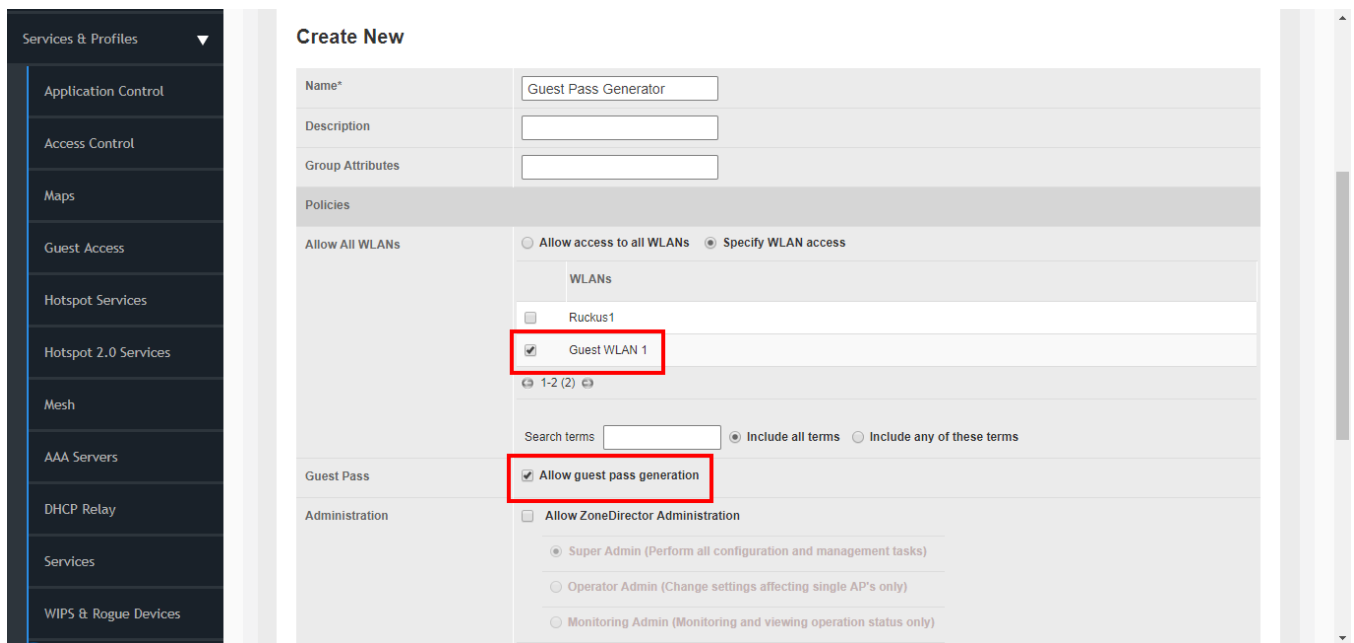 Services & Profiles
Application Control
Access Control
Maps
Guest Access
Hotspot Services
Hotspot 2.0 Services
Mesh
AAA Servers
DHCP Relay
Services
WIPS & Rogue Devices
Create New
Name* Guest Pass Generator
Description
Group Attributes
Policies
Allow All WLANs Allow access to all WLANs Specify WLAN access
WLANs
Ruckus1
Guest WLAN 1
1-2 (2)
Search terms Include all terms Include any of these terms
Guest Pass Allow guest pass generation
Administration Allow ZoneDirector Administration
Super Admin (Perform all configuration and management tasks)
Operator Admin (Change settings affecting single AP's only)
Monitoring Admin (Monitoring and viewing operation status only)